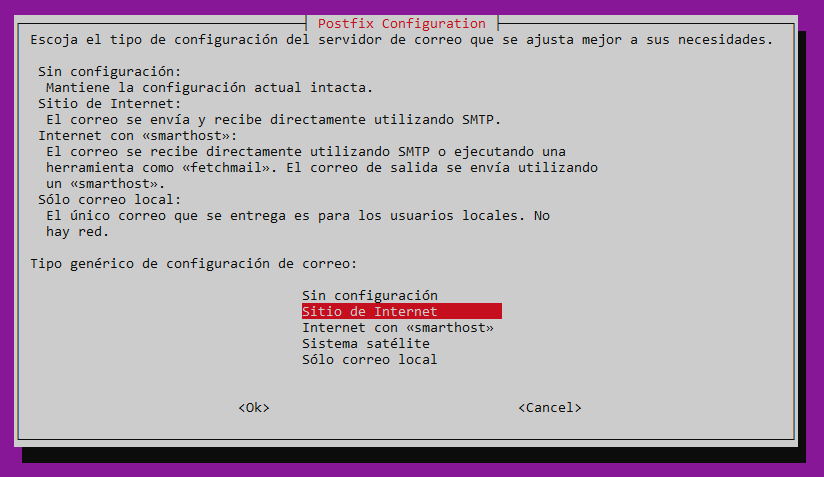 Postfix Configuration
Escoja el tipo de configuración del servidor de correo que se ajusta mejor a sus necesidades.
Sin configuración:
Mantiene la configuración actual intacta.
Sitio de Internet:
El correo se envía y recibe directamente utilizando SMTP.
Internet con «smarthost»:
El correo se recibe directamente utilizando SMTP o ejecutando una
herramienta como «fetchmail». El correo de salida se envía utilizando
un «smarthost».
Sólo correo local:
El único correo que se entrega es para los usuarios locales. No
hay red.
Tipo genérico de configuración de correo:
Sin configuración
Sitio de Internet
Internet con «smarthost»
Sistema satélite
Sólo correo local
<Ok> <Cancel>